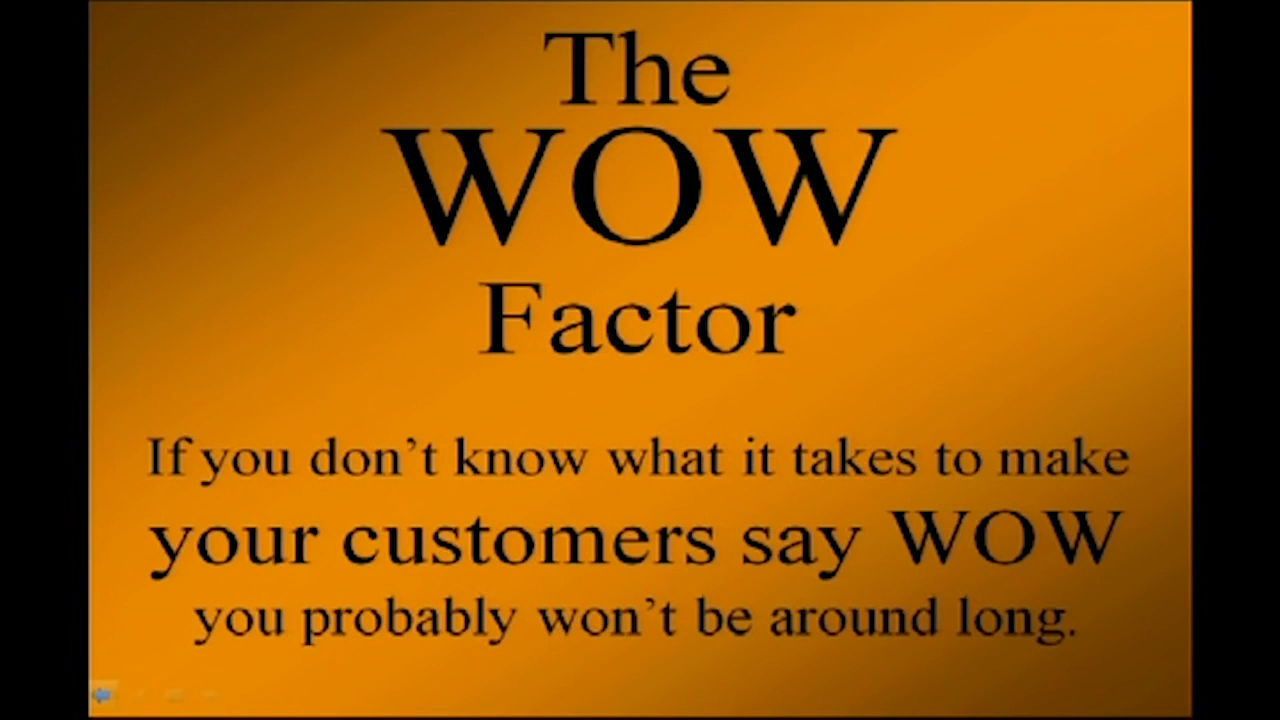 The
WOW
Factor
If you don’t know what it takes to make
your customers say WOW
you probably won’t be around long.